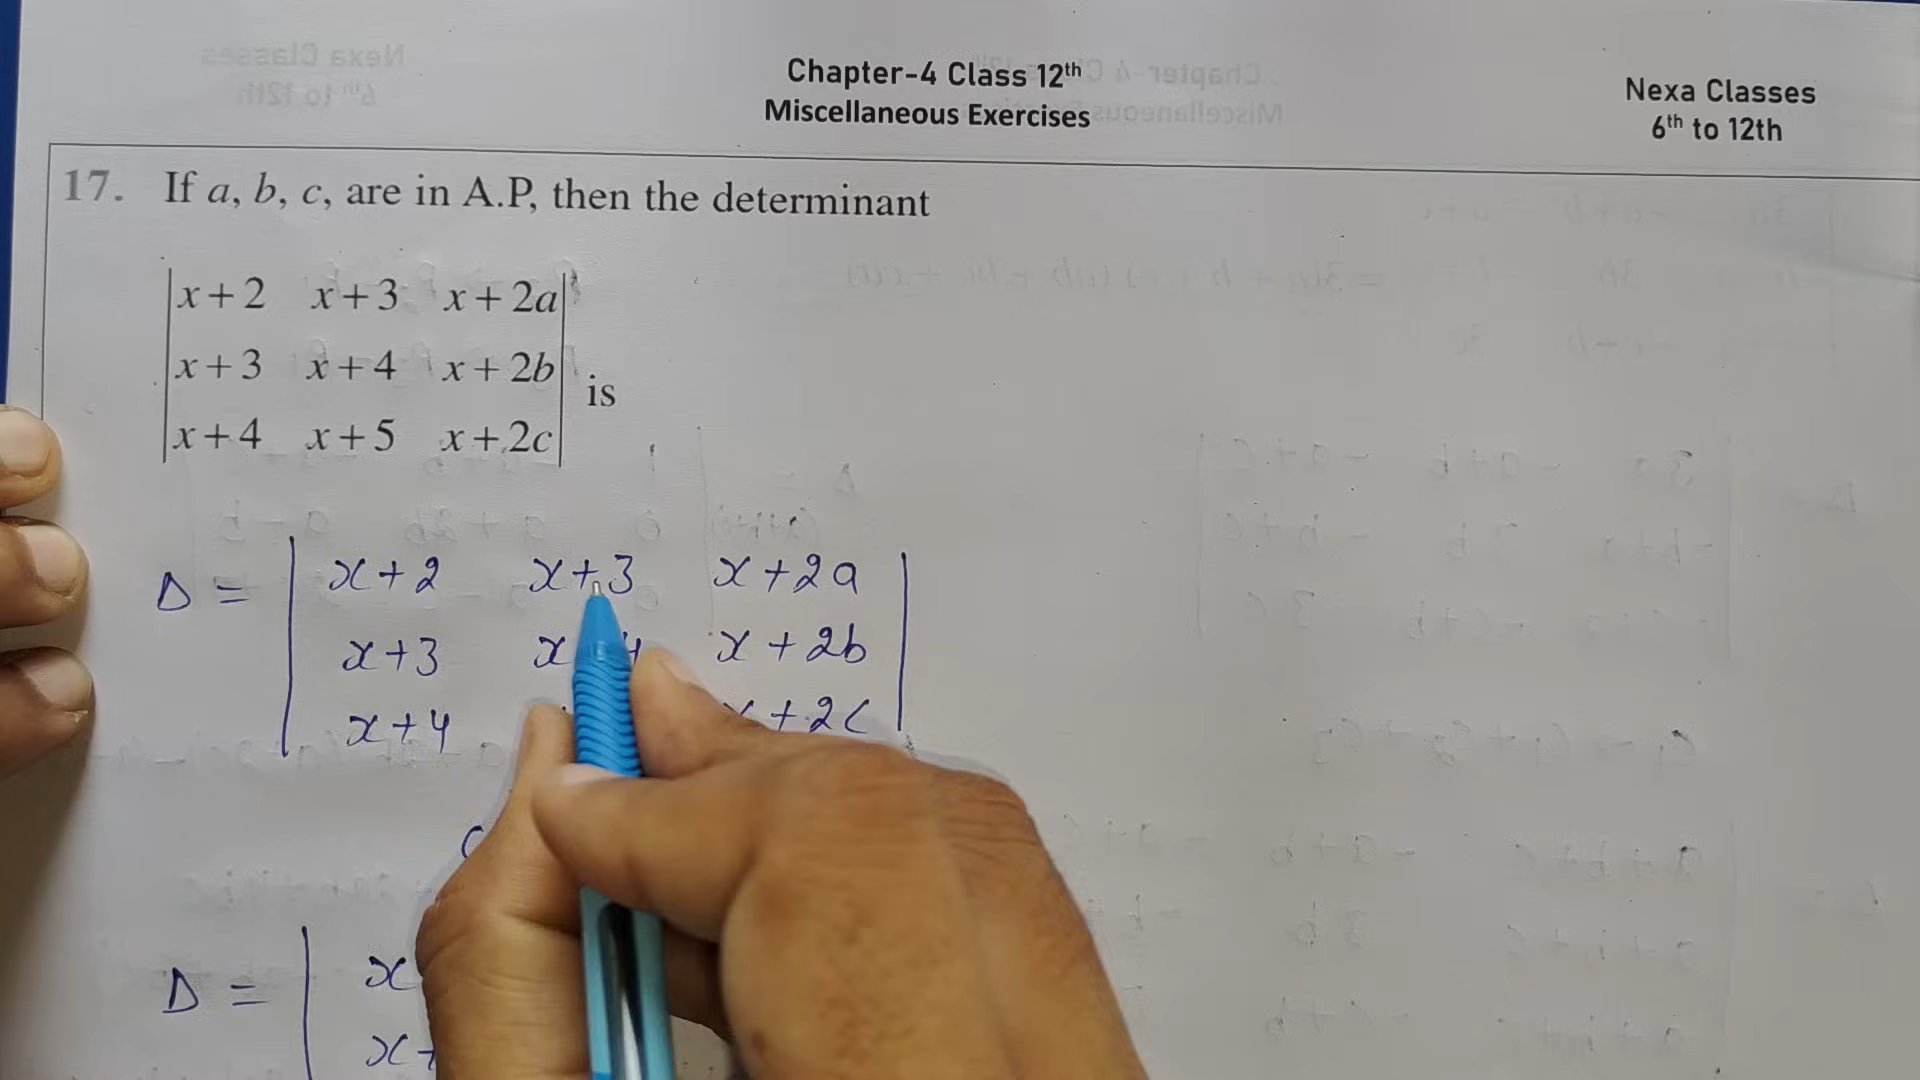 Chapter-4 Class 12th
Miscellaneous Exercises
Nexa Classes
6th to 12th
17. If a, b, c, are in A.P, then the determinant
x+2 x+3 x+2a
x+3 x+4 x+2b
x+4 x+5 x+2c
is
Δ = x+2 x+3 x+2a
x+3 x x+2b
x+4 x+2c
Δ = x
x+